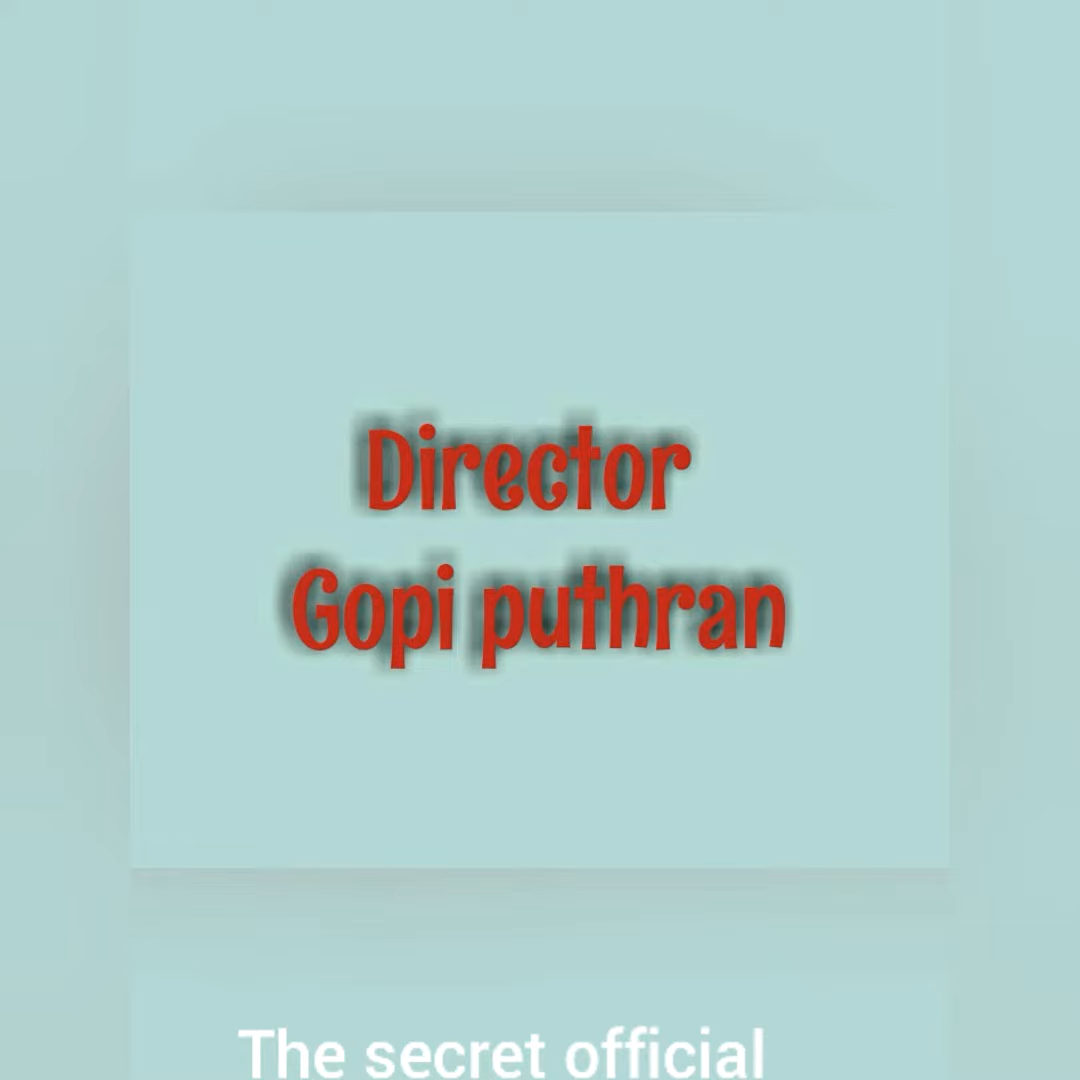 Director
Gopi puthran
The secret official